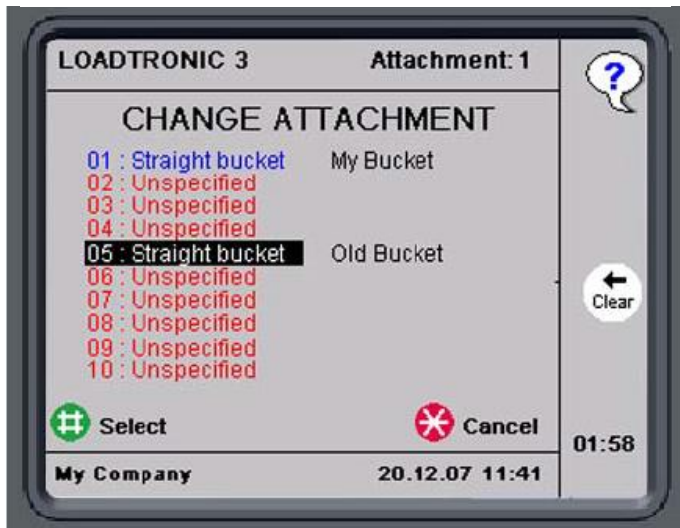 LOADTRONIC 3 Attachment: 1
?
CHANGE ATTACHMENT
01 : Straight bucket My Bucket
02 : Unspecified
03 : Unspecified
04 : Unspecified
05 : Straight bucket Old Bucket
06 : Unspecified
07 : Unspecified
08 : Unspecified
09 : Unspecified
10 : Unspecified
Clear
Select Cancel
01:58
My Company 20.12.07 11:41